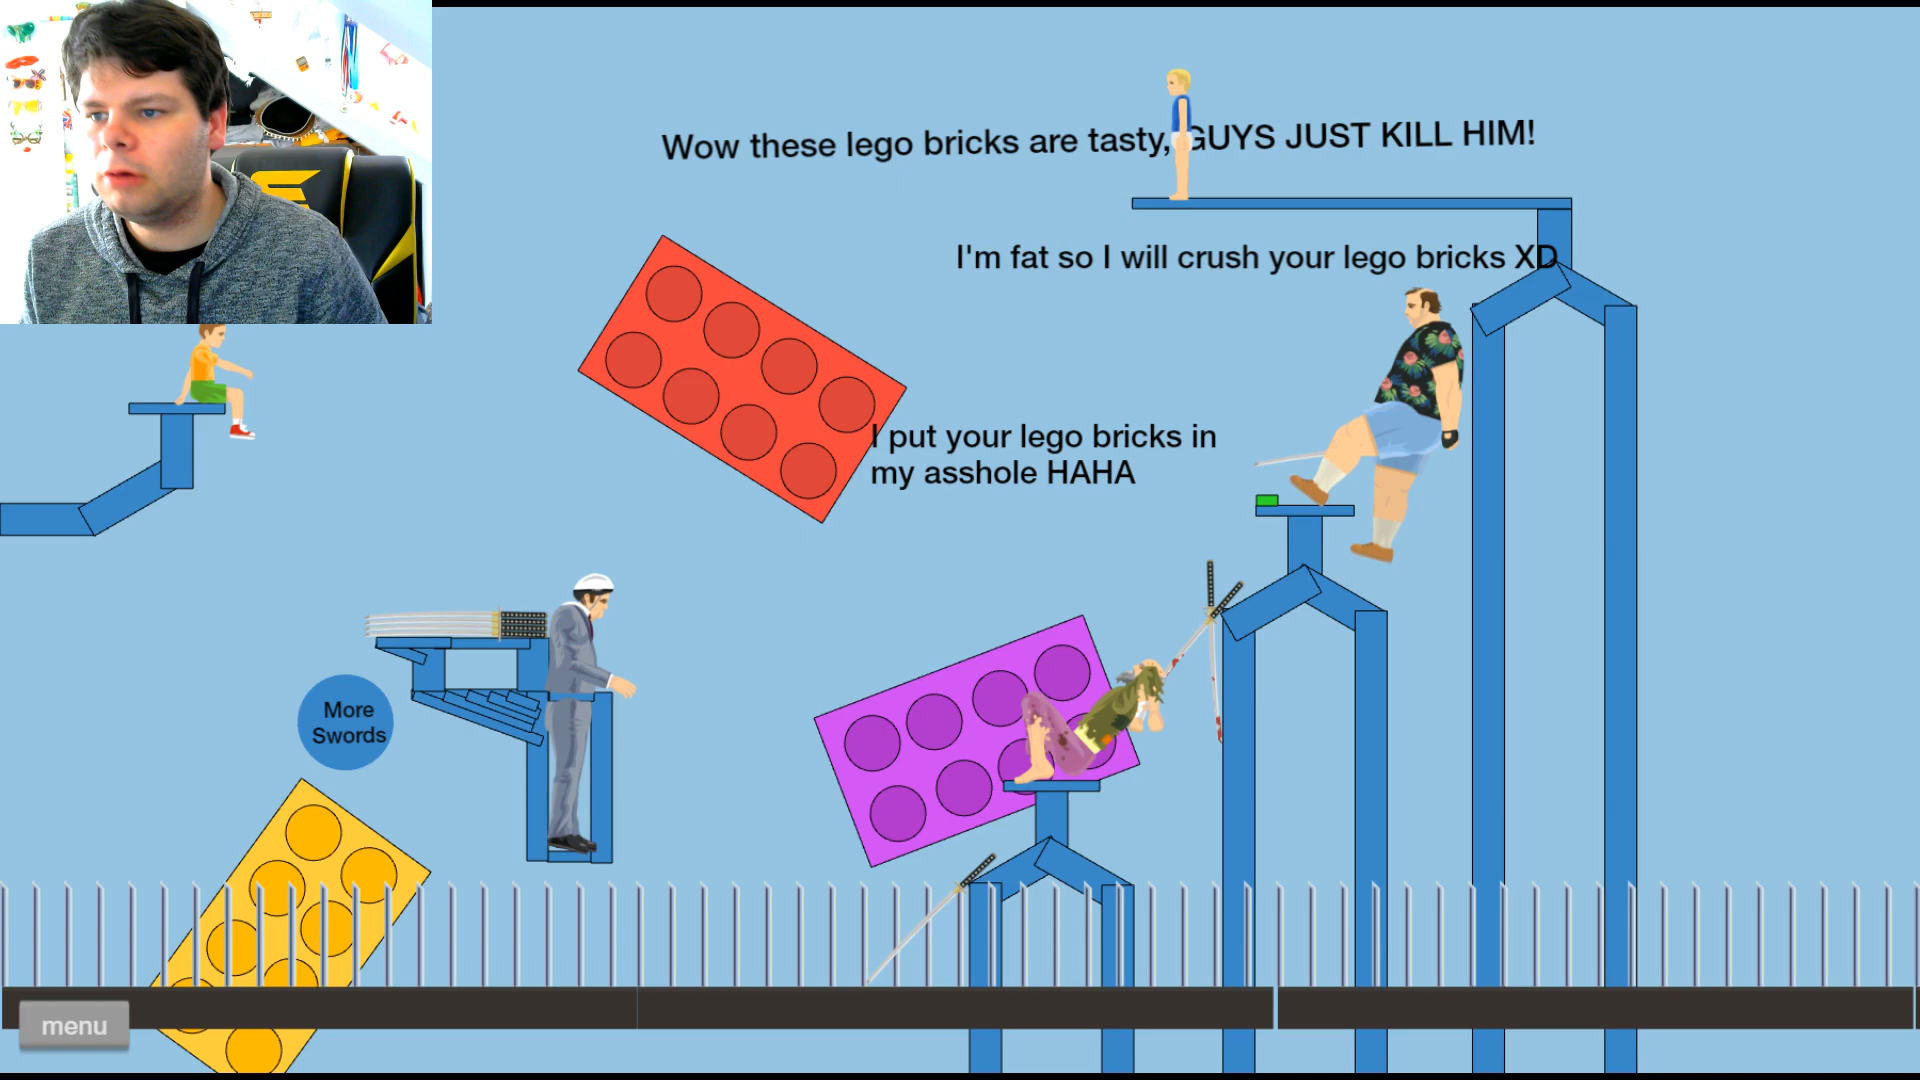 Wow these lego bricks are tasty, GUYS JUST KILL HIM!
I'm fat so I will crush your lego bricks XD
I put your lego bricks in
my asshole HAHA
More
Swords
menu